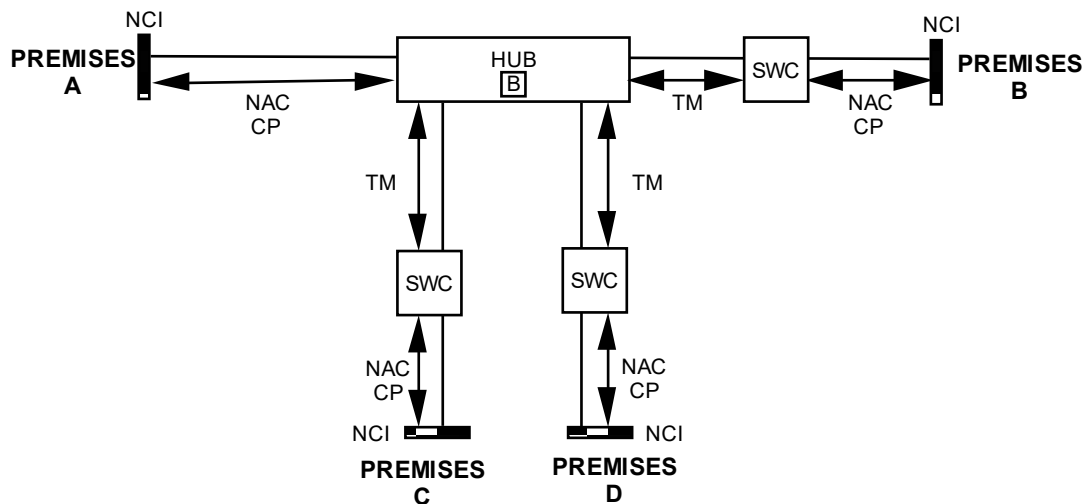 NCI
PREMISES
A
NAC
CP
HUB
B
TM
SWC
NCI
NAC
CP
PREMISES
B
TM
TM
SWC
SWC
NAC
CP
NAC
CP
NCI
NCI
PREMISES
C
PREMISES
D